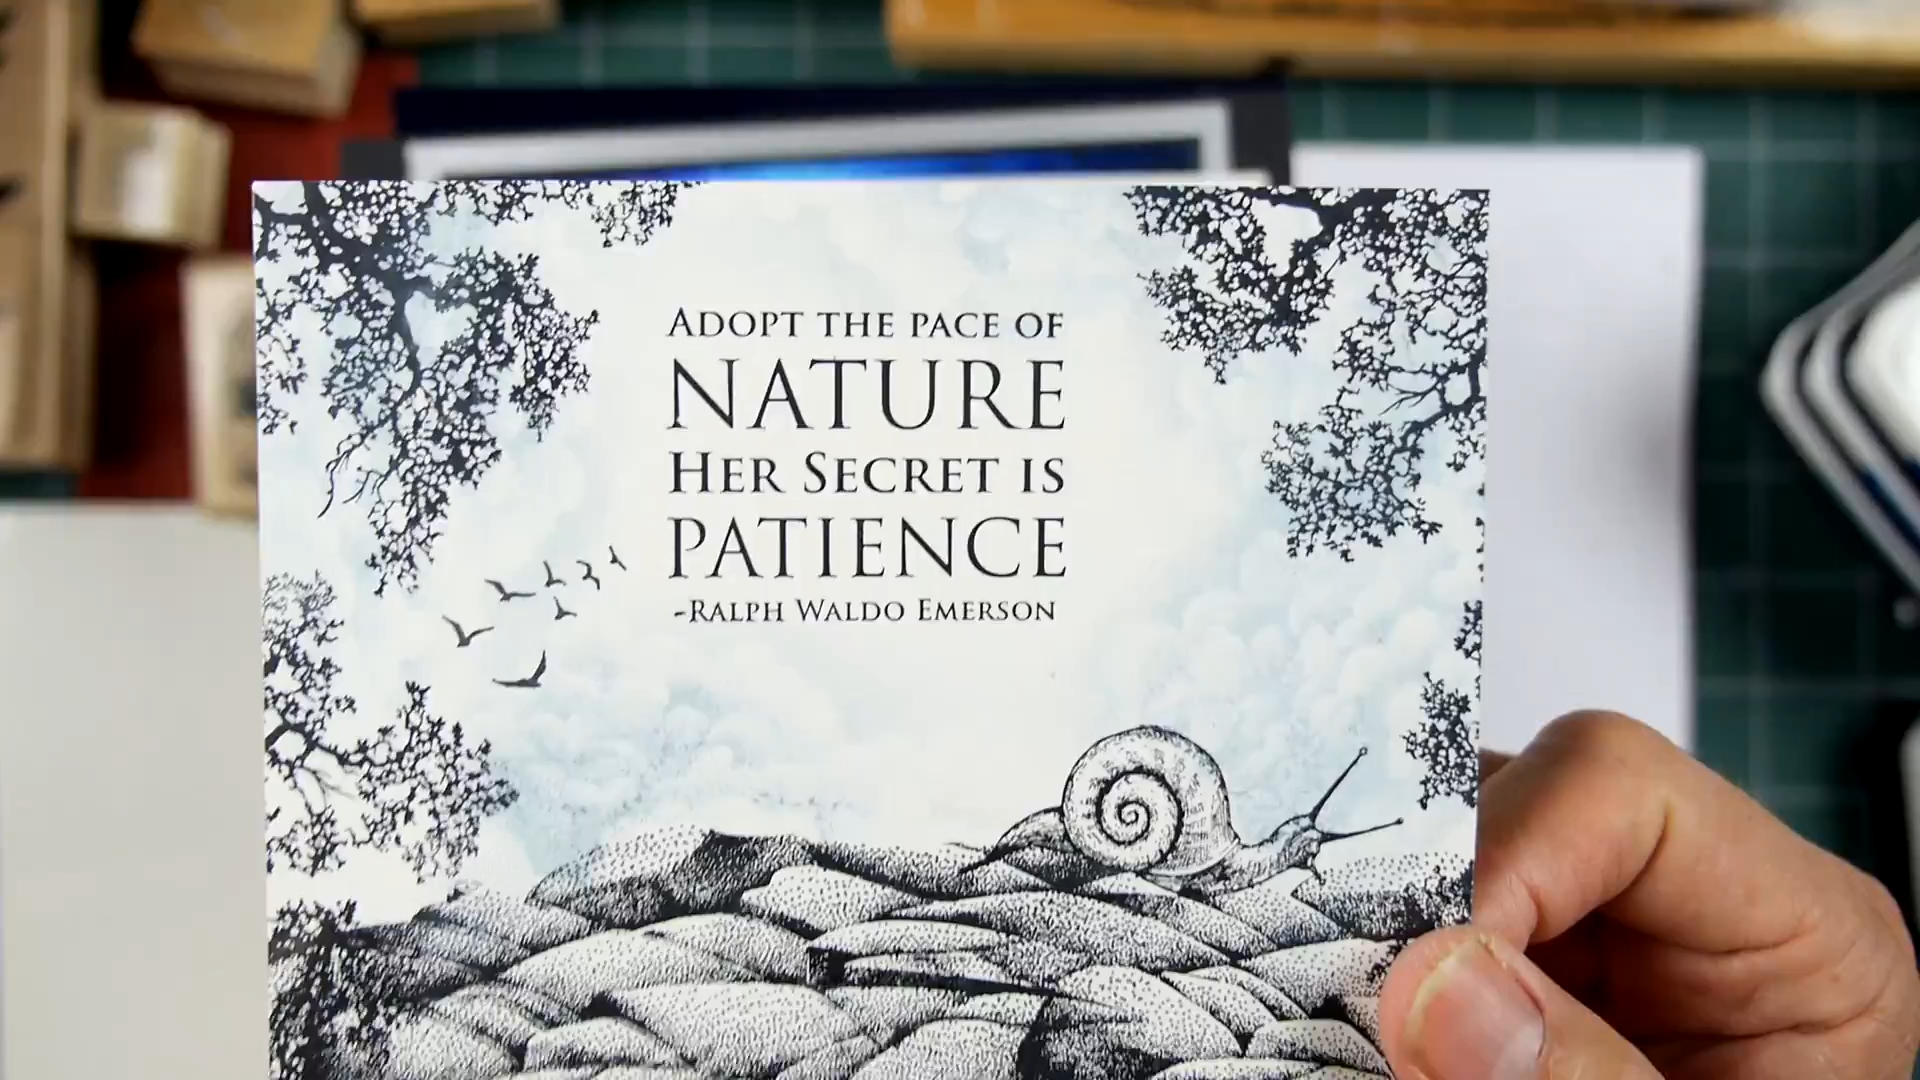 ADOPT THE PACE OF
NATURE
HER SECRET IS
PATIENCE
-RALPH WALDO EMERSON